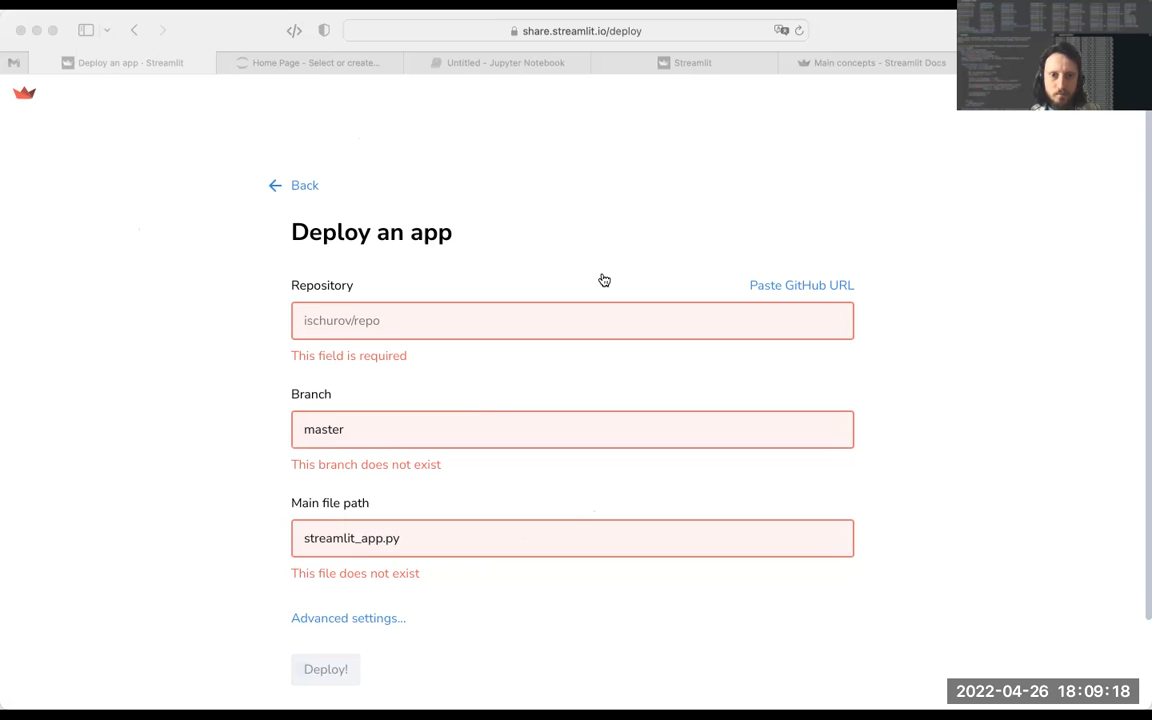 share.streamlit.io/deploy
Deploy an app · Streamlit
Home Page - Select or create...
Untitled - Jupyter Notebook
Streamlit
Main concepts — Streamlit Docs
Back
Deploy an app
Repository
Paste GitHub URL
ischurov/repo
This field is required
Branch
master
This branch does not exist
Main file path
streamlit_app.py
This file does not exist
Advanced settings...
Deploy!
2022-04-26 18:09:18